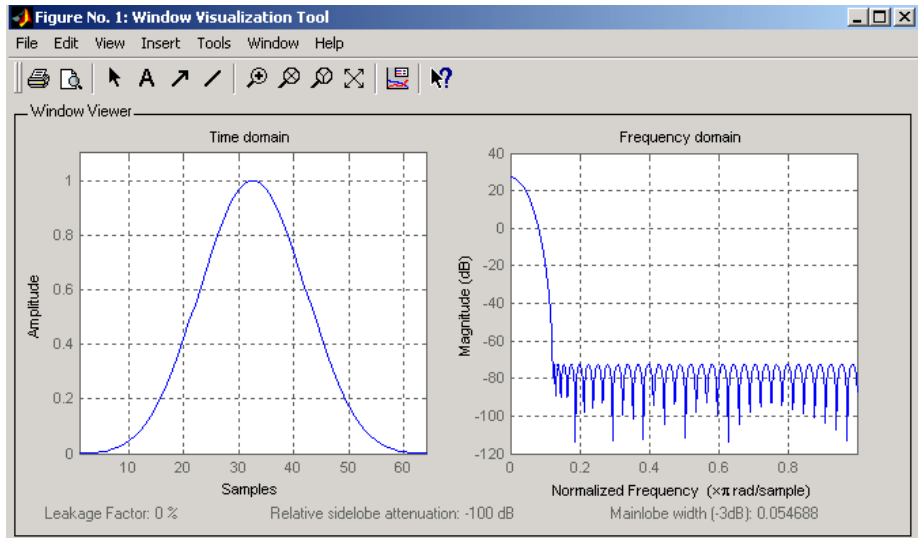 Figure No. 1: Window Visualization Tool
File Edit View Insert Tools Window Help
A
Window Viewer
Time domain
1
0.8
0.6
0.4
0.2
0
10 20 30 40 50 60
Amplitude
Samples
Frequency domain
40
20
0
-20
-40
-60
-80
-100
-120
0 0.2 0.4 0.6 0.8
Magnitude (dB)
Normalized Frequency (×π rad/sample)
Leakage Factor: 0 % Relative sidelobe attenuation: -100 dB Mainlobe width (-3dB): 0.054688